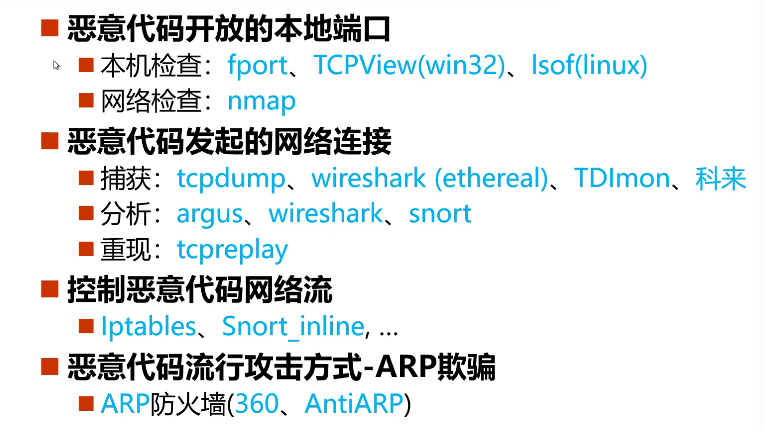 恶意代码开放的本地端口
本机检查：fport、TCPView(win32)、lsof(linux)
网络检查：nmap
恶意代码发起的网络连接
捕获：tcpdump、wireshark (ethereal)、TDImon、科来
分析：argus、wireshark、snort
重现：tcpreplay
控制恶意代码网络流
Iptables、Snort_inline, ...
恶意代码流行攻击方式-ARP欺骗
ARP防火墙(360、AntiARP)